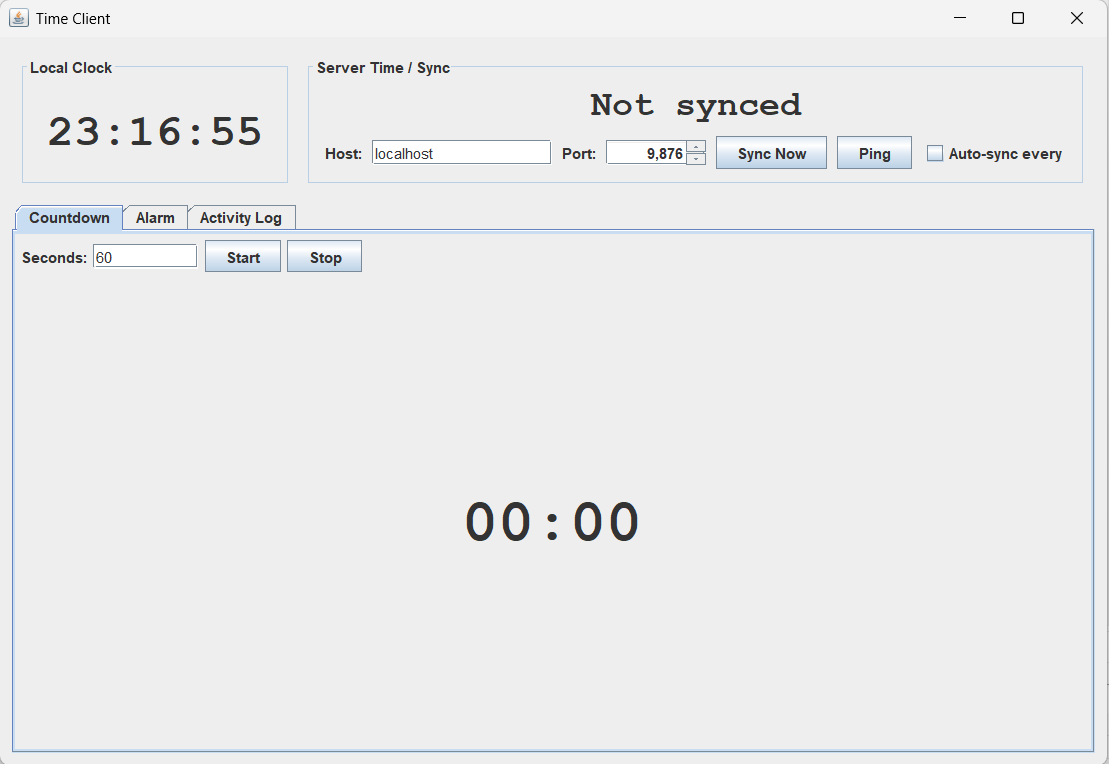 Time Client
Local Clock
23:16:55
Server Time / Sync
Not synced
Host: localhost Port: 9,876 Sync Now Ping Auto-sync every
Countdown Alarm Activity Log
Seconds: 60 Start Stop
00:00